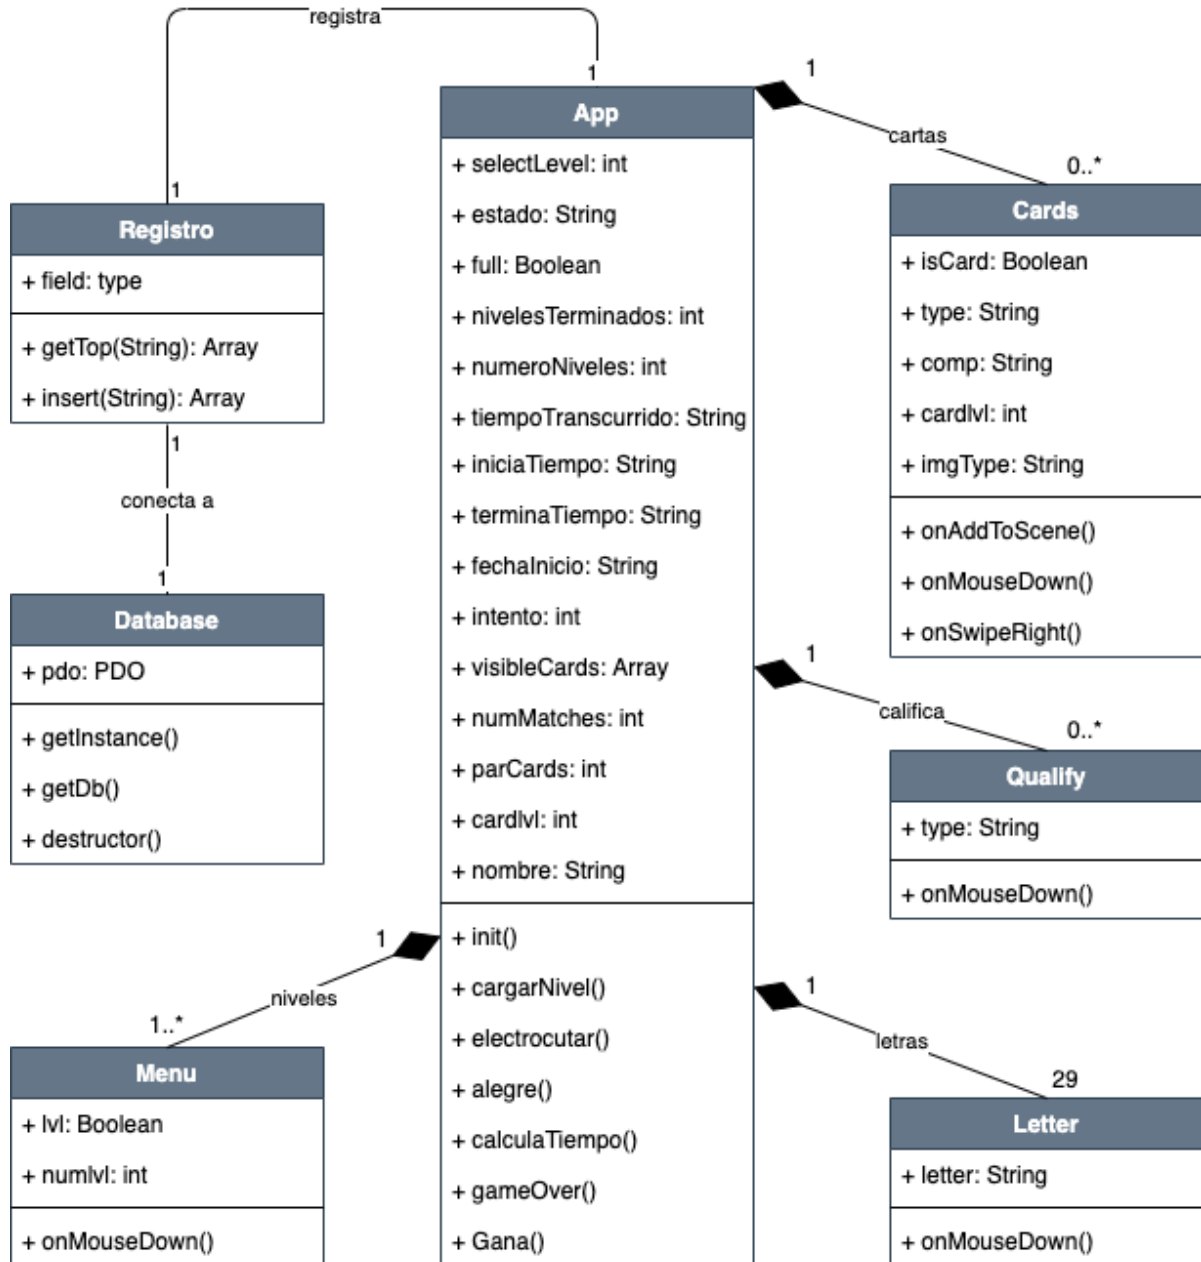 registra
1
1
App
+ selectLevel: int
+ estado: String
+ full: Boolean
+ nivelesTerminados: int
+ numeroNiveles: int
+ tiempoTranscurrido: String
+ iniciaTiempo: String
+ terminaTiempo: String
+ fechaInicio: String
+ intento: int
+ visibleCards: Array
+ numMatches: int
+ parCards: int
+ cardlvl: int
+ nombre: String
+ init()
+ cargarNivel()
+ electrocutar()
+ alegre()
+ calculaTiempo()
+ gameOver()
+ Gana()
1
Registro
+ field: type
+ getTop(String): Array
+ insert(String): Array
1
conecta a
1
Database
+ pdo: PDO
+ getInstance()
+ getDb()
+ destructor()
1
niveles
1..*
Menu
+ lvl: Boolean
+ numlvl: int
+ onMouseDown()
cartas
0..*
Cards
+ isCard: Boolean
+ type: String
+ comp: String
+ cardlvl: int
+ imgType: String
+ onAddToScene()
+ onMouseDown()
+ onSwipeRight()
1
califica
0..*
Qualify
+ type: String
+ onMouseDown()
1
letras
29
Letter
+ letter: String
+ onMouseDown()